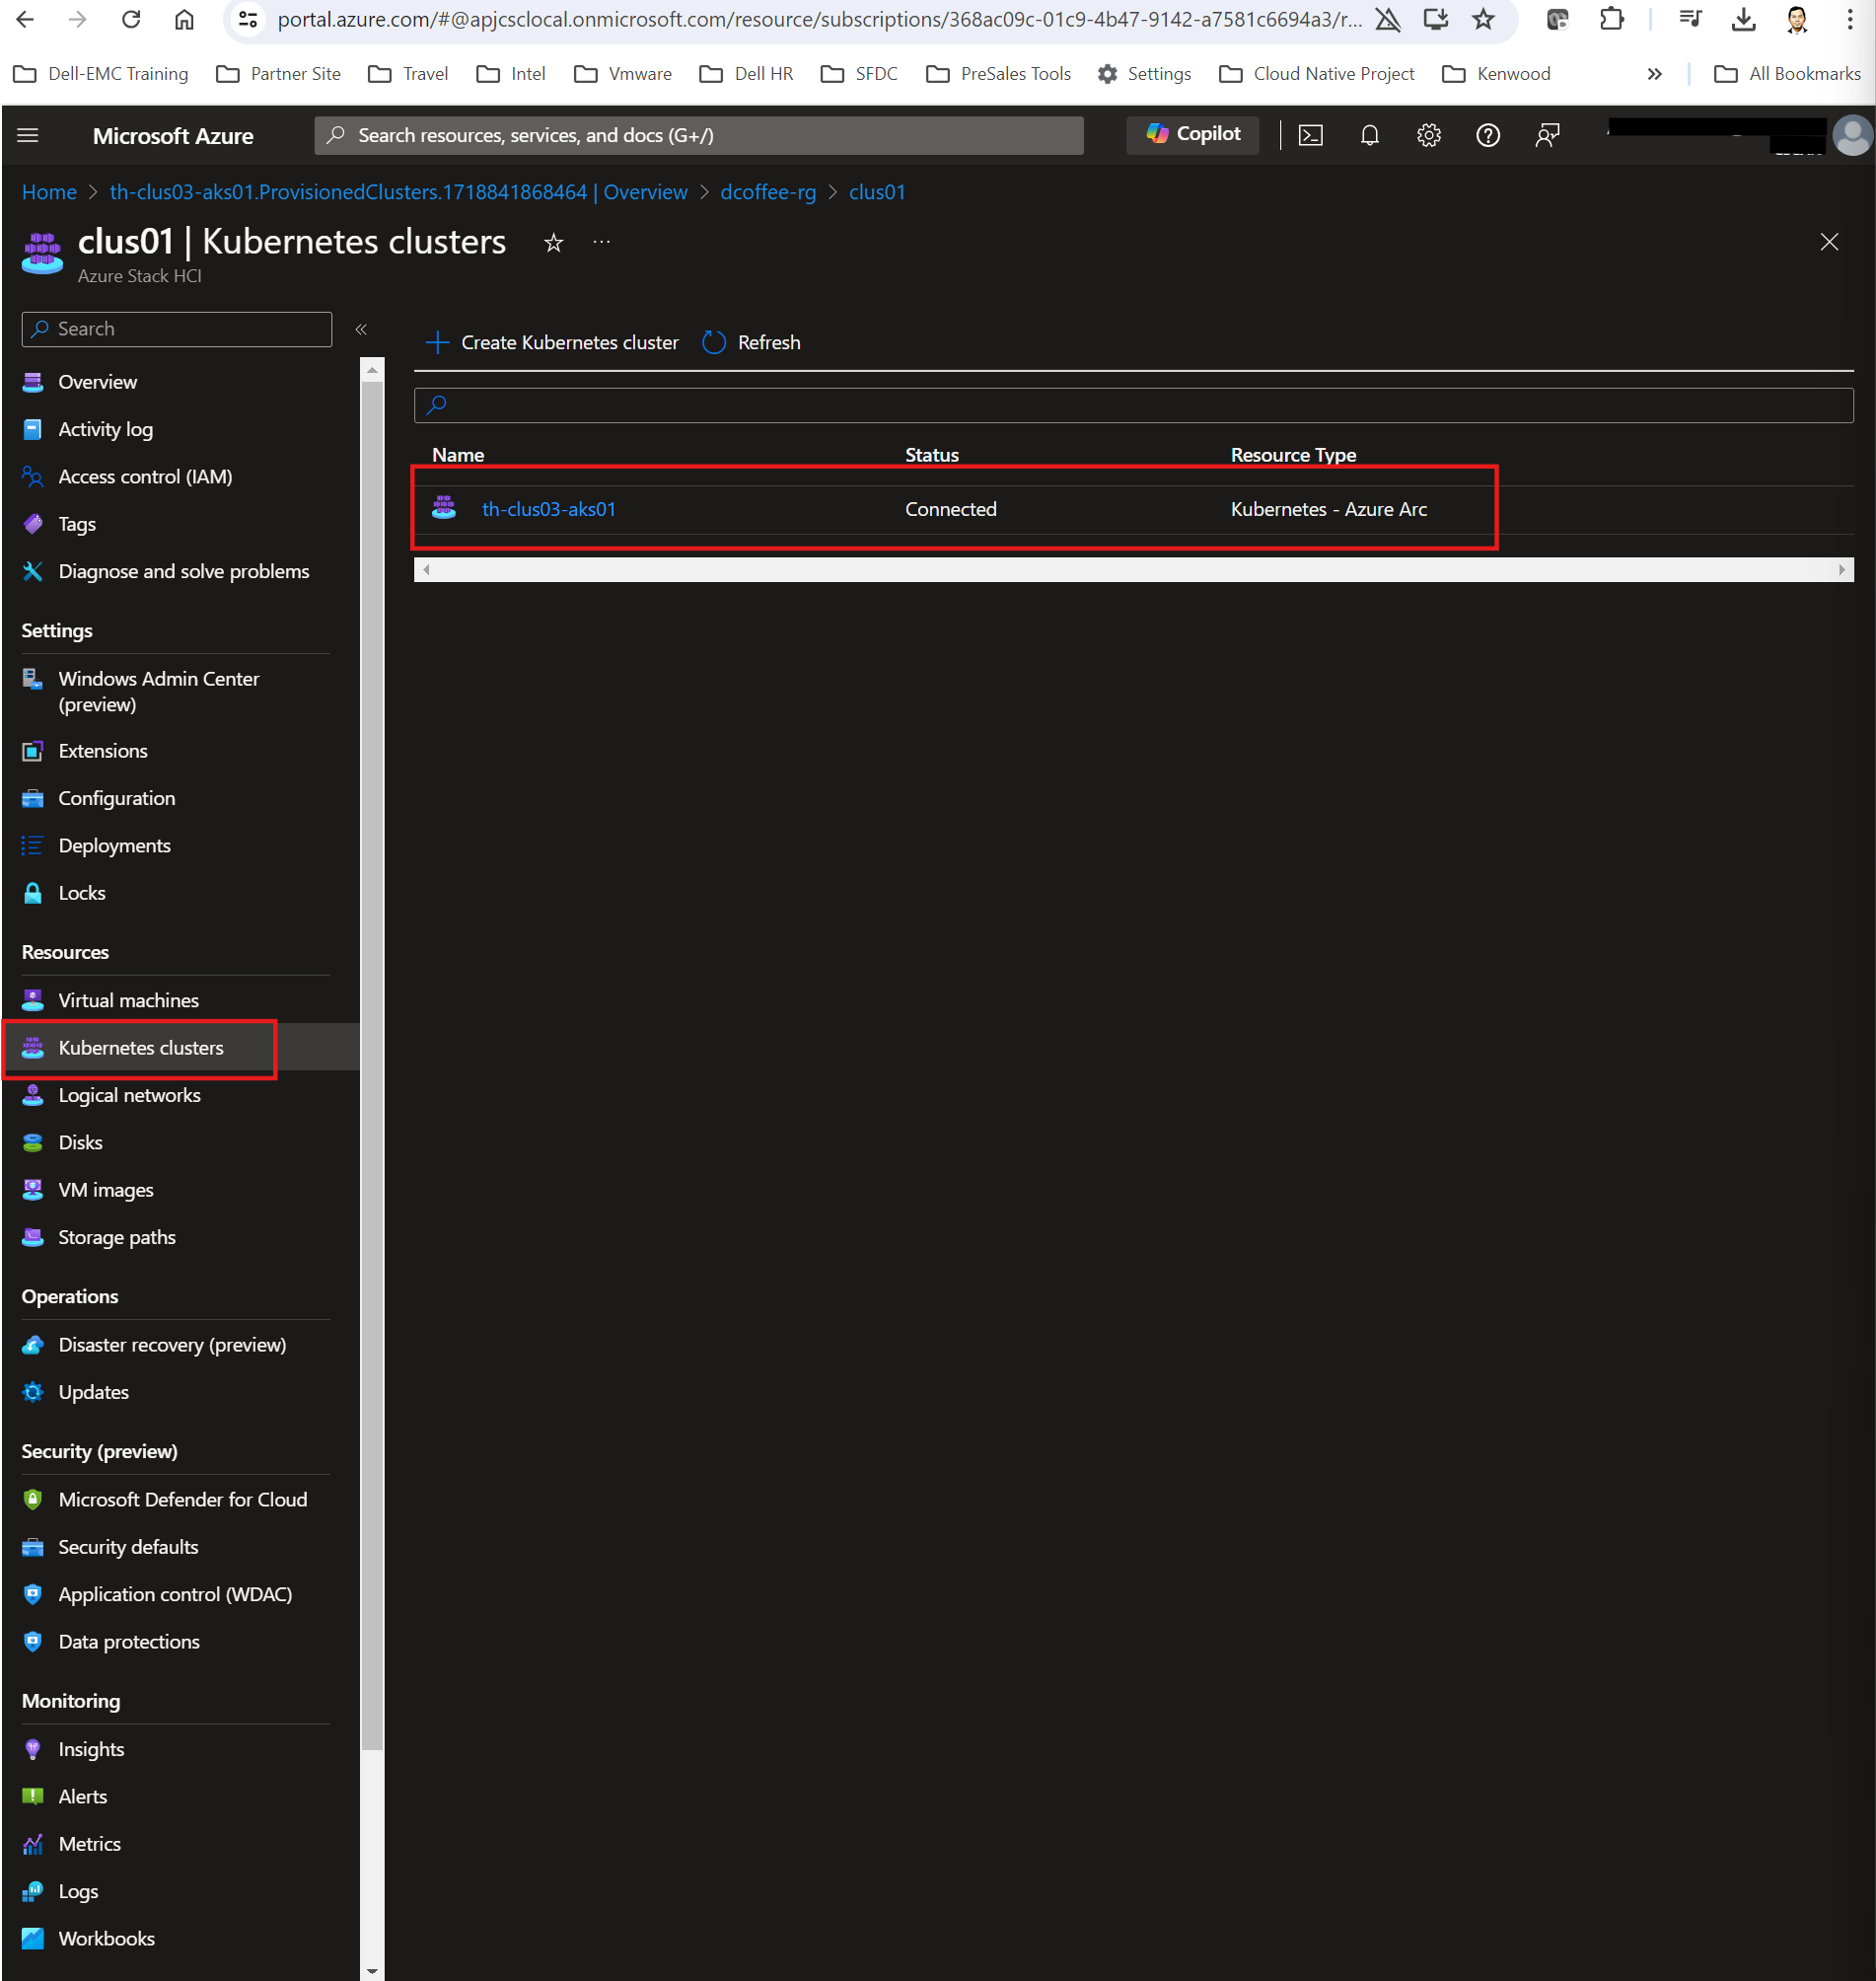 portal.azure.com/#@apjcsclocal.onmicrosoft.com/resource/subscriptions/368ac09c-01c9-4b47-9142-a7581c6694a3/r...
Dell-EMC Training Partner Site Travel Intel Vmware Dell HR SFDC PreSales Tools Settings Cloud Native Project Kenwood » All Bookmarks
Microsoft Azure Search resources, services, and docs (G+/) Copilot
Home > th-clus03-aks01.ProvisionedClusters.1718841868464 | Overview > dcoffee-rg > clus01
clus01 | Kubernetes clusters ...
Azure Stack HCI
Search «
Create Kubernetes cluster Refresh
Name Status Resource Type
th-clus03-aks01 Connected Kubernetes - Azure Arc
Overview
Activity log
Access control (IAM)
Tags
Diagnose and solve problems
Settings
Windows Admin Center
(preview)
Extensions
Configuration
Deployments
Locks
Resources
Virtual machines
Kubernetes clusters
Logical networks
Disks
VM images
Storage paths
Operations
Disaster recovery (preview)
Updates
Security (preview)
Microsoft Defender for Cloud
Security defaults
Application control (WDAC)
Data protections
Monitoring
Insights
Alerts
Metrics
Logs
Workbooks